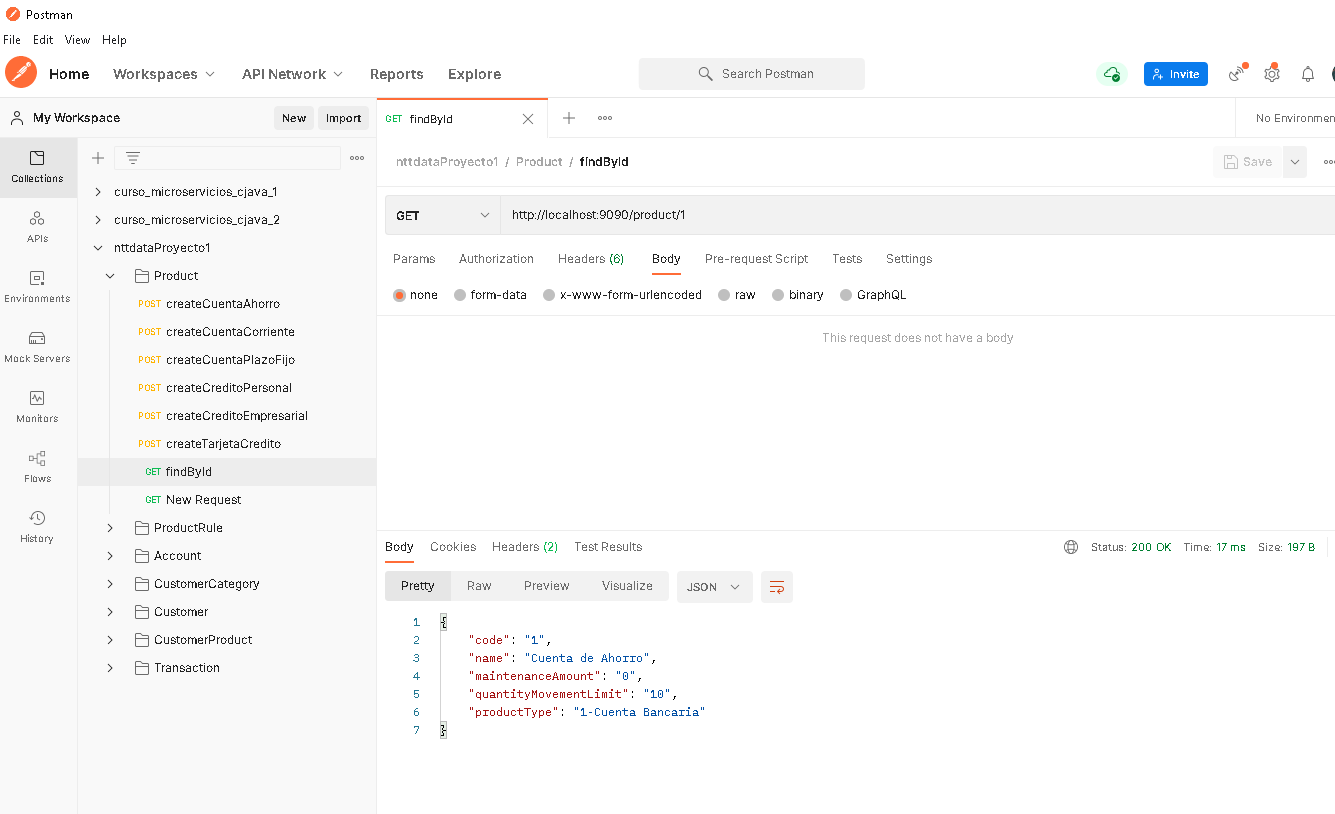 Postman
File Edit View Help
Home Workspaces API Network Reports Explore Search Postman Invite
My Workspace New Import GET findById No Environmen
nttdataProyecto1 / Product / findById Save
Collections
APIs
Environments
Mock Servers
Monitors
Flows
History
curso_microservicios_cjava_1
curso_microservicios_cjava_2
nttdataProyecto1
Product
POST createCuentaAhorro
POST createCuentaCorriente
POST createCuentaPlazoFijo
POST createCreditoPersonal
POST createCreditoEmpresarial
POST createTarjetaCredito
GET findById
GET New Request
ProductRule
Account
CustomerCategory
Customer
CustomerProduct
Transaction
GET http://localhost:9090/product/1
Params Authorization Headers (6) Body Pre-request Script Tests Settings
none form-data x-www-form-urlencoded raw binary GraphQL
This request does not have a body
Body Cookies Headers (2) Test Results Status: 200 OK Time: 17 ms Size: 197 B
Pretty Raw Preview Visualize JSON
1 {
2 "code": "1",
3 "name": "Cuenta de Ahorro",
4 "maintenanceAmount": "0",
5 "quantityMovementLimit": "10",
6 "productType": "1-Cuenta Bancaria"
7 }